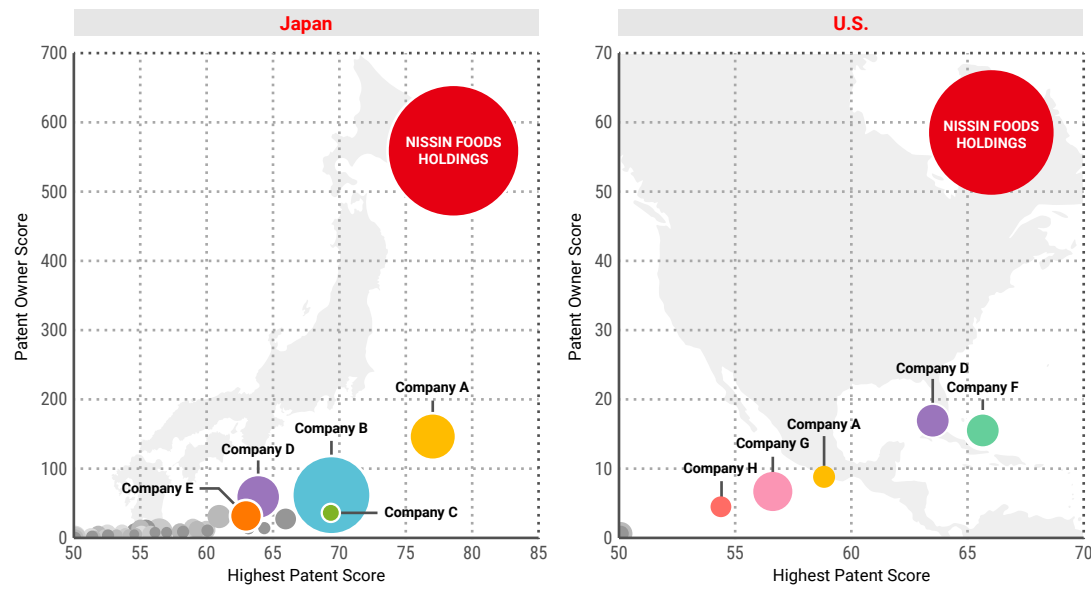 Japan
Patent Owner Score
700
600
500
400
300
200
100
0
NISSIN FOODS
HOLDINGS
Company A
Company B
Company D
Company E
Company C
50
55
60
65
70
75
80
85
Highest Patent Score
U.S.
Patent Owner Score
70
60
50
40
30
20
10
0
NISSIN FOODS
HOLDINGS
Company D
Company F
Company A
Company G
Company H
50
55
60
65
70
Highest Patent Score